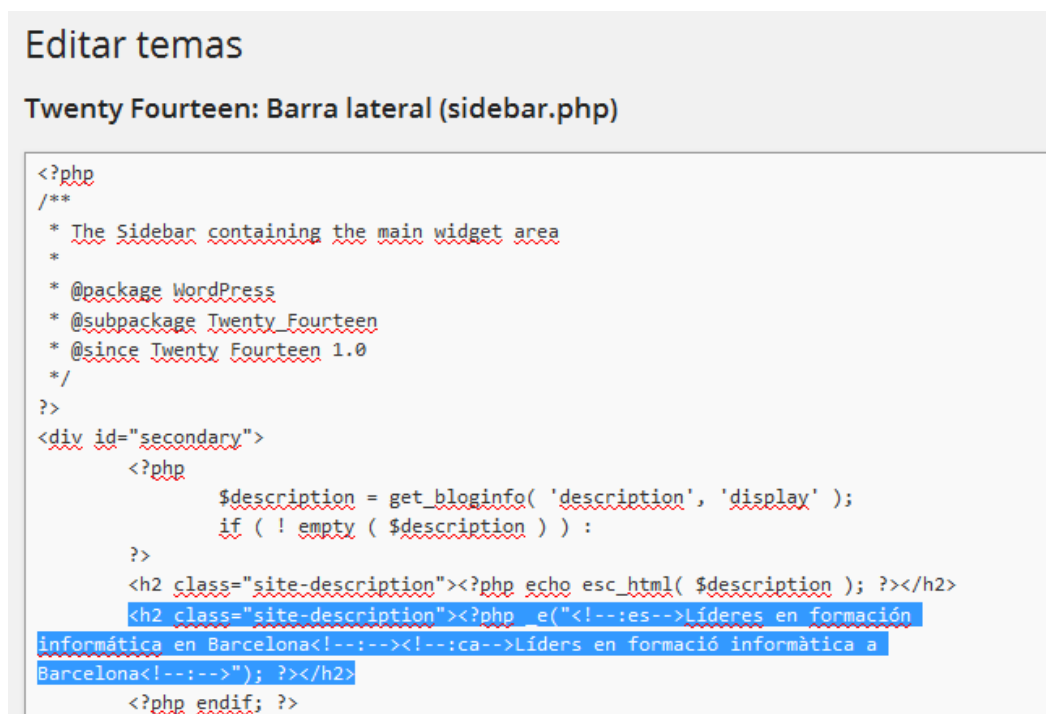 Editar temas
Twenty Fourteen: Barra lateral (sidebar.php)
<?php
/**
 * The Sidebar containing the main widget area
 *
 * @package WordPress
 * @subpackage Twenty_Fourteen
 * @since Twenty Fourteen 1.0
 */
?>
<div id="secondary">
<?php
$description = get_bloginfo( 'description', 'display' );
if ( ! empty ( $description ) ) :
?>
<h2 class="site-description"><?php echo esc_html( $description ); ?></h2>
<h2 class="site-description"><?php _e("<!--:es-->Líderes en formación
informática en Barcelona<!--:--><!--:ca-->Líders en formació informàtica a
Barcelona<!--:-->"); ?></h2>
<?php endif; ?>